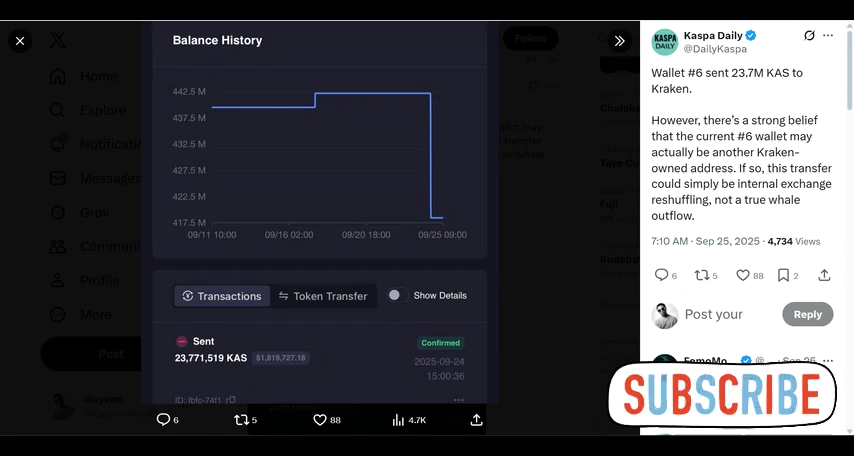 Balance History
442.5 M
437.5 M
432.5 M
427.5 M
422.5 M
417.5 M
09/11 10:00
09/16 02:00
09/20 18:00
09/25 09:00
Transactions
Token Transfer
Show Details
Sent
Confirmed
23,771,519 KAS
$1,819,727.18
2025-09-24
15:00:36
6
5
88
4.7K
Home
Explore
Messages
Grok
Profile
More
Post
Follow
Kaspa Daily
@DailyKaspa
KASPA
DAILY
Wallet #6 sent 23.7M KAS to
Kraken.
However, there's a strong belief
that the current #6 wallet may
actually be another Kraken-
owned address. If so, this transfer
could simply be internal exchange
reshuffling, not a true whale
outflow.
7:10 AM · Sep 25, 2025 · 4,734 Views
6
5
88
2
Post your
Reply
SUBSCRIBE